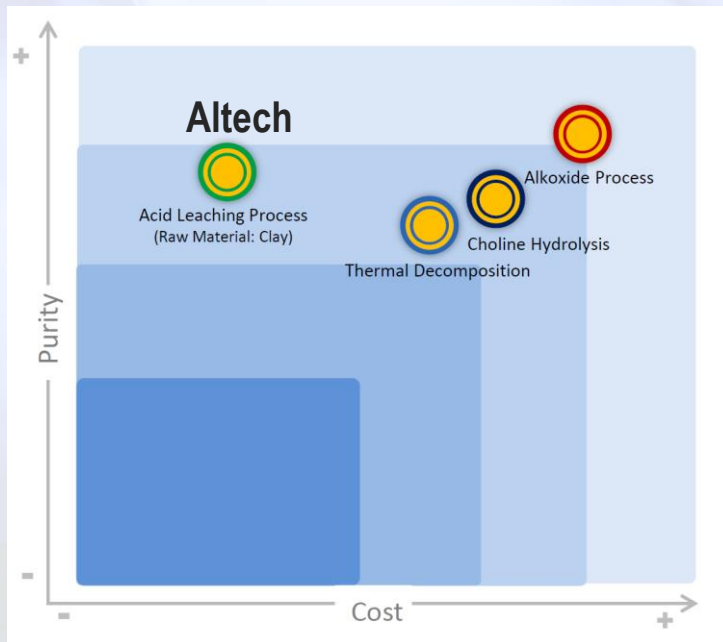 +
Altech
Alkoxide Process
Acid Leaching Process
(Raw Material: Clay)
Choline Hydrolysis
Thermal Decomposition
Purity
-
-
Cost
+